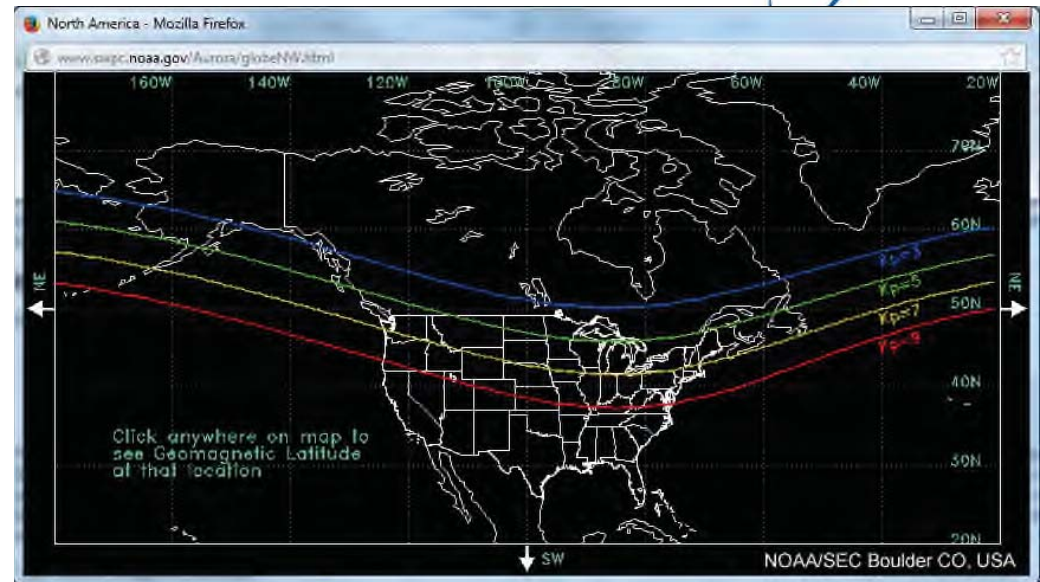 North America - Mozilla Firefox
www.swpc.noaa.gov/Aurora/globeNW.html
160W 140W 120W 100W 80W 60W 40W 20W
70N
60N
Kp=3
Kp=5
NE NE
50N
Kp=7
Kp=9
40N
Click anywhere on map to
see Geomagnetic Latitude
at that location
30N
20N
SW
NOAA/SEC Boulder CO, USA